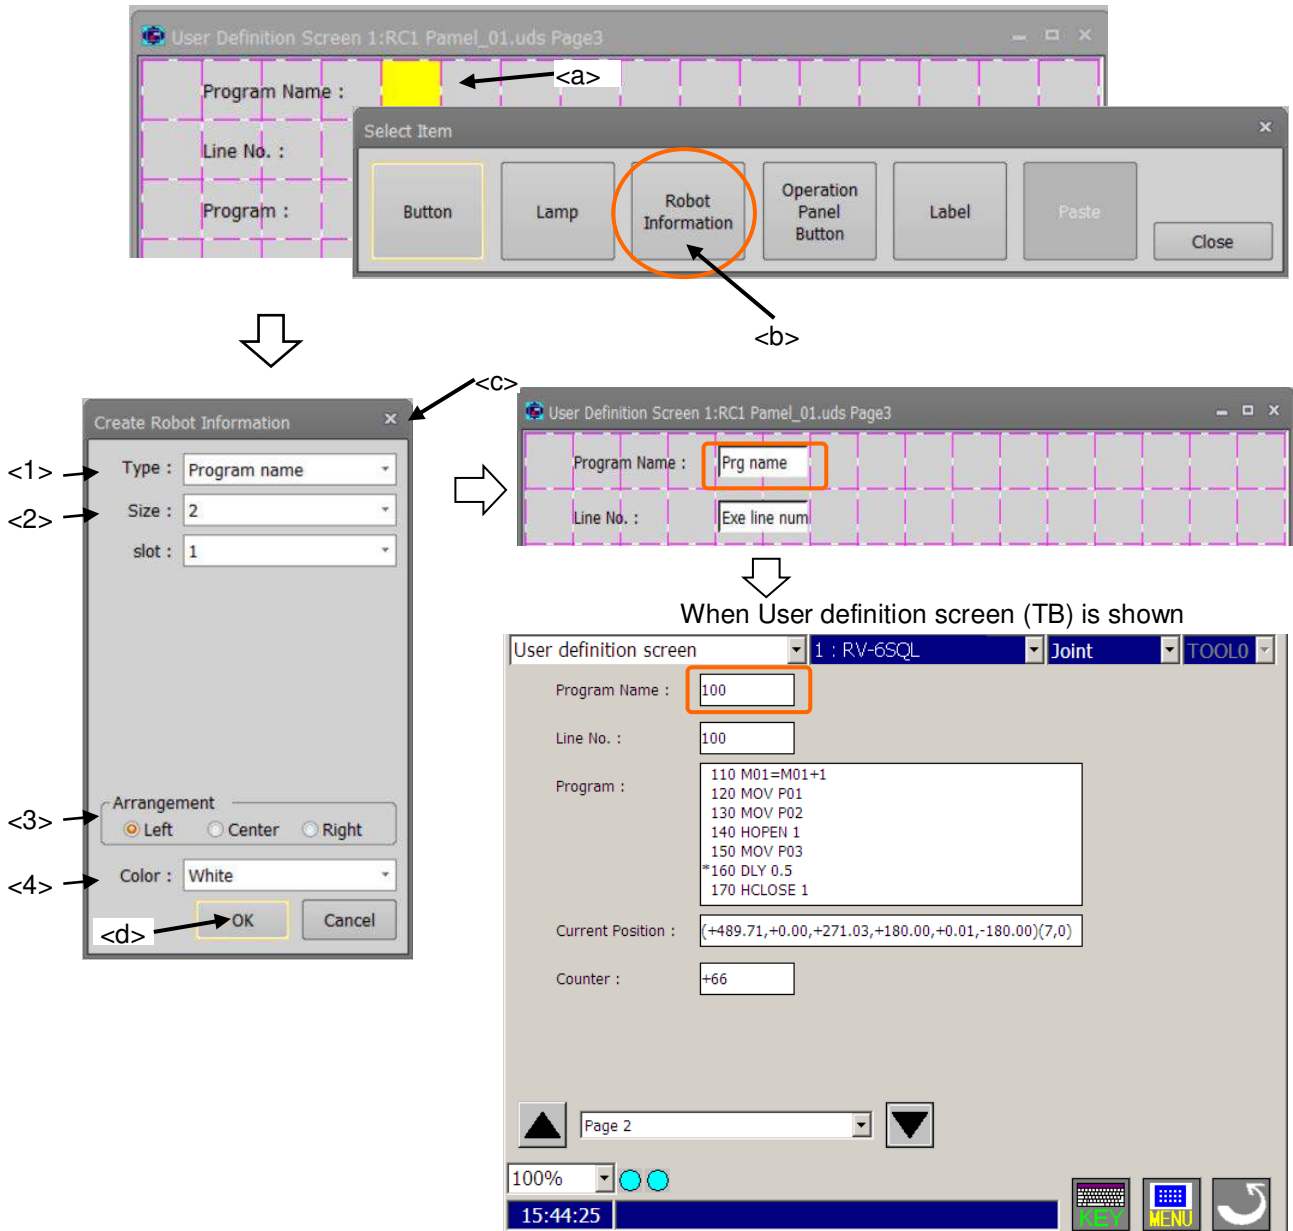 User Definition Screen 1:RC1 Pamel_01.uds Page3
<a>
Program Name :
Line No. :
Program :
Select Item
Button
Lamp
Robot
Information
Operation
Panel
Button
Label
Paste
Close
<b>
<c>
Create Robot Information
<1>
Type : Program name
<2>
Size : 2
slot : 1
<3>
Arrangement
Left Center Right
<4>
Color : White
<d>
OK Cancel
User Definition Screen 1:RC1 Pamel_01.uds Page3
Program Name : Prg name
Line No. : Exe line num
When User definition screen (TB) is shown
User definition screen 1 : RV-6SQL Joint TOOL0
Program Name : 100
Line No. : 100
Program :
110 M01=M01+1
120 MOV P01
130 MOV P02
140 HOPEN 1
150 MOV P03
*160 DLY 0.5
170 HCLOSE 1
Current Position : (+489.71,+0.00,+271.03,+180.00,+0.01,-180.00)(7,0)
Counter : +66
Page 2
100%
15:44:25
KEY MENU